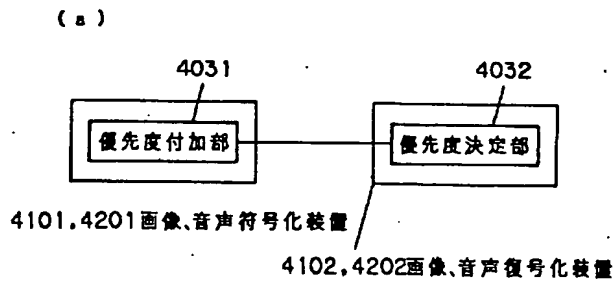 (a)
4031 4032
優先度付加部 優先度決定部
4101,4201画像、音声符号化装置
4102,4202画像、音声復号化装置